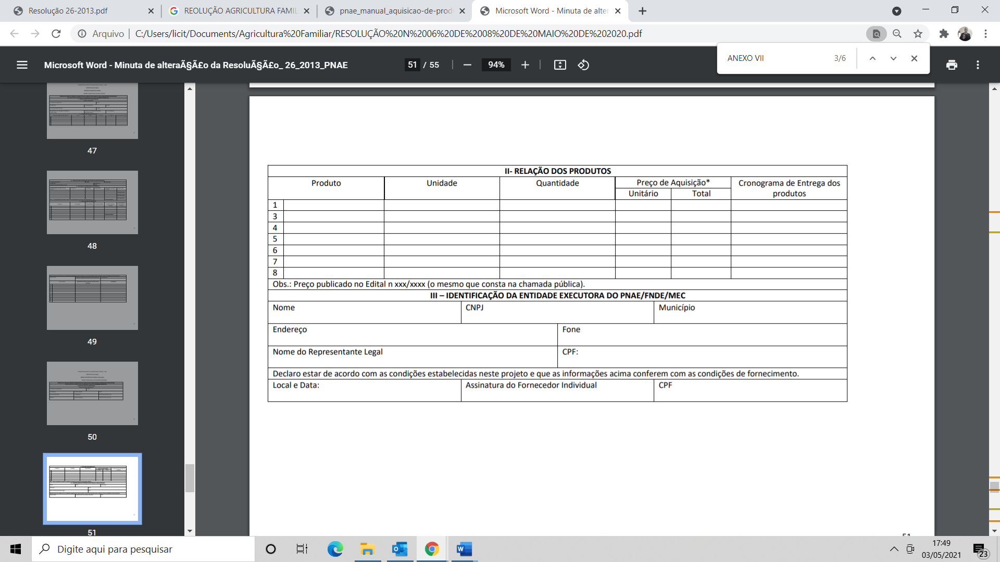 Resolução 26-2013.pdf
REOLUÇÃO AGRICULTURA FAMIL
pnae_manual_aquisicao-de-prod
Microsoft Word - Minuta de alter
Arquivo
C:/Users/licit/Documents/Agricultura%20Familiar/RESOLUÇÃO%20N%2006%20DE%2008%20DE%20MAIO%20DE%202020.pdf
ANEXO VII
3/6
Microsoft Word - Minuta de alteraÃ§Ã£o da ResoluÃ§Ã£o_ 26_2013_PNAE
51 / 55
94%
47
48
49
50
51
II- RELAÇÃO DOS PRODUTOS
Produto Unidade Quantidade Preço de Aquisição* Cronograma de Entrega dos produtos
Unitário Total
1
3
4
5
6
7
8
Obs.: Preço publicado no Edital n xxx/xxxx (o mesmo que consta na chamada pública).
III – IDENTIFICAÇÃO DA ENTIDADE EXECUTORA DO PNAE/FNDE/MEC
Nome CNPJ Município
Endereço Fone
Nome do Representante Legal CPF:
Declaro estar de acordo com as condições estabelecidas neste projeto e que as informações acima conferem com as condições de fornecimento.
Local e Data: Assinatura do Fornecedor Individual CPF
51
Digite aqui para pesquisar
17:49
03/05/2021
23